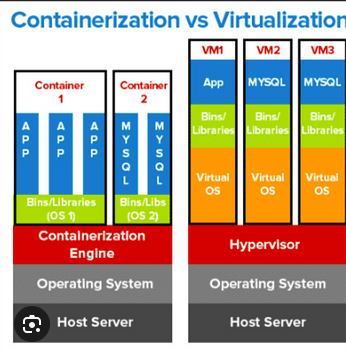 Containerization vs Virtualization
Container
1
Container
2
APP
APP
APP
MYSQL
MYSQL
Bins/Libraries
(OS 1)
Bins/Libs
(OS 2)
Containerization
Engine
Operating System
Host Server
VM1
VM2
VM3
App
MYSQL
MYSQL
Bins/
Libraries
Bins/
Libraries
Bins/
Libraries
Virtual
OS
Virtual
OS
Virtual
OS
Hypervisor
Operating System
Host Server